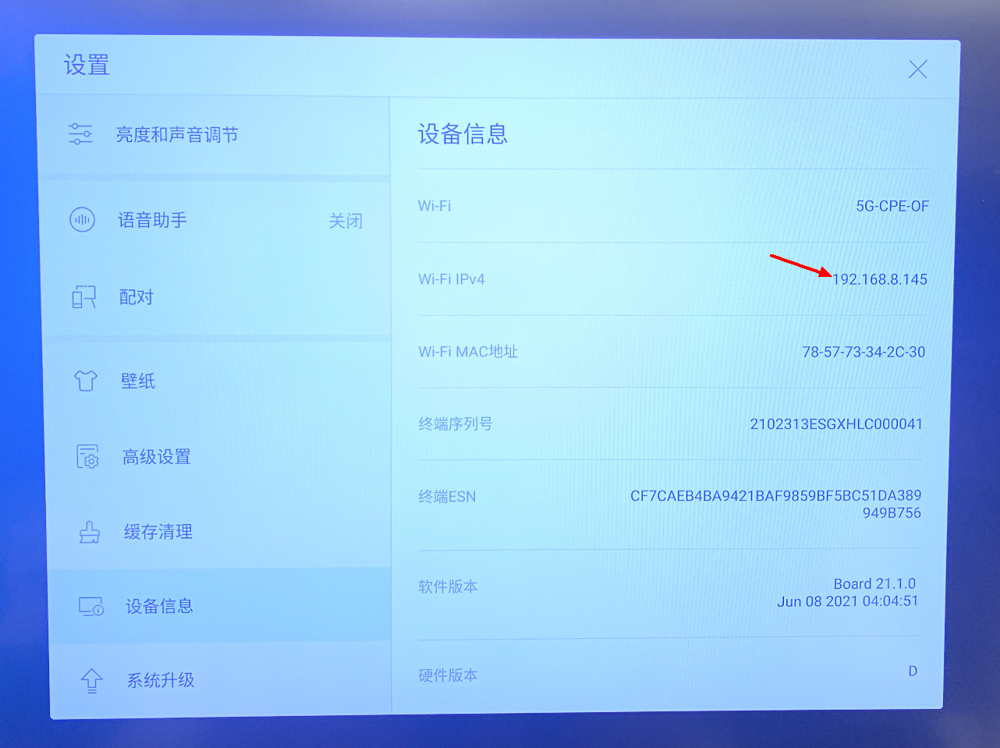 设置
亮度和声音调节
语音助手 关闭
配对
壁纸
高级设置
缓存清理
设备信息
系统升级
设备信息
Wi-Fi 5G-CPE-OF
Wi-Fi IPv4 192.168.8.145
Wi-Fi MAC地址 78-57-73-34-2C-30
终端序列号 2102313ESGXHLC000041
终端ESN CF7CAEB4BA9421BAF9859BF5BC51DA389
949B756
软件版本 Board 21.1.0
Jun 08 2021 04:04:51
硬件版本 D